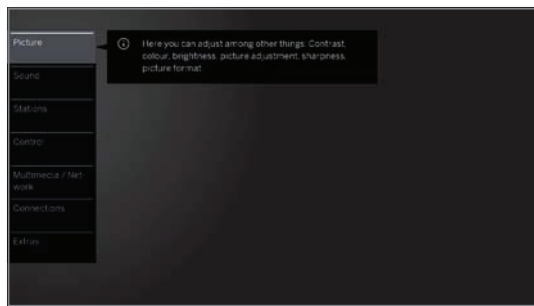 Picture
Here you can adjust among other things: Contrast,
colour, brightness, picture adjustment, sharpness,
picture format.
Sound
Stations
Control
Multimedia / Net-
work
Connections
Extras